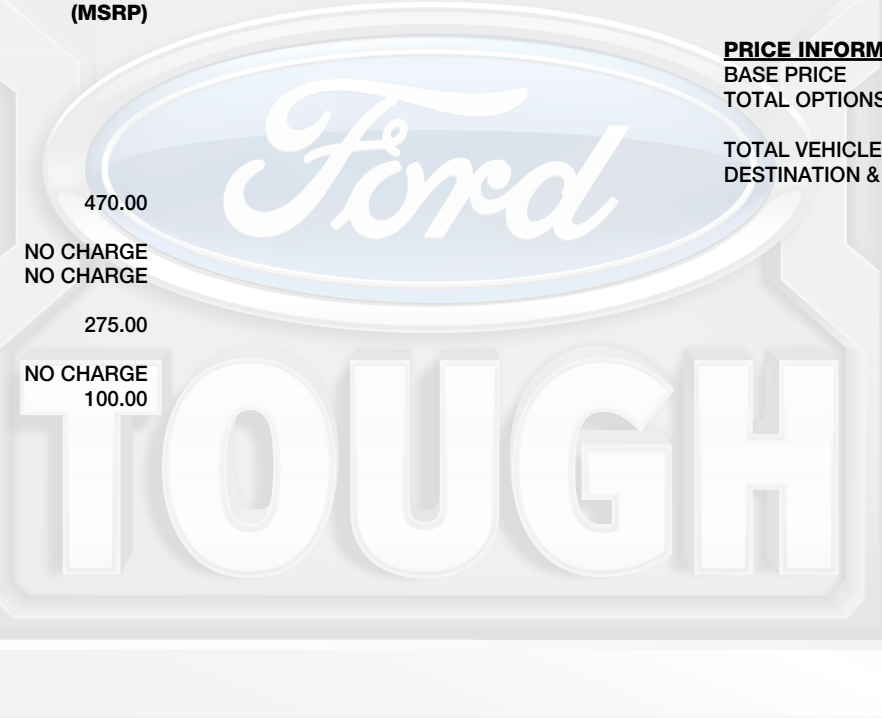 (MSRP)
PRICE INFORM
BASE PRICE
TOTAL OPTIONS
TOTAL VEHICLE
DESTINATION &
470.00
NO CHARGE
NO CHARGE
275.00
NO CHARGE
100.00
Ford
TOUGH